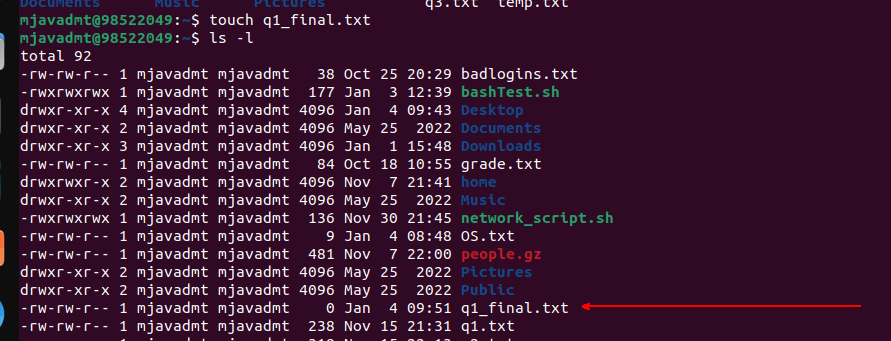 Documents Music Pictures q3.txt temp.txt
mjavadmt@98522049:~$ touch q1_final.txt
mjavadmt@98522049:~$ ls -l
total 92
-rw-rw-r-- 1 mjavadmt mjavadmt 38 Oct 25 20:29 badlogins.txt
-rwxrwxrwx 1 mjavadmt mjavadmt 177 Jan 3 12:39 bashTest.sh
drwxr-xr-x 4 mjavadmt mjavadmt 4096 Jan 4 09:43 Desktop
drwxr-xr-x 2 mjavadmt mjavadmt 4096 May 25 2022 Documents
drwxr-xr-x 3 mjavadmt mjavadmt 4096 Jan 1 15:48 Downloads
-rw-rw-r-- 1 mjavadmt mjavadmt 84 Oct 18 10:55 grade.txt
drwxrwxr-x 2 mjavadmt mjavadmt 4096 Nov 7 21:41 home
drwxr-xr-x 2 mjavadmt mjavadmt 4096 May 25 2022 Music
-rwxrwxrwx 1 mjavadmt mjavadmt 136 Nov 30 21:45 network_script.sh
-rw-rw-r-- 1 mjavadmt mjavadmt 9 Jan 4 08:48 OS.txt
-rw-rw-r-- 1 mjavadmt mjavadmt 481 Nov 7 22:00 people.gz
drwxr-xr-x 2 mjavadmt mjavadmt 4096 May 25 2022 Pictures
drwxr-xr-x 2 mjavadmt mjavadmt 4096 May 25 2022 Public
-rw-rw-r-- 1 mjavadmt mjavadmt 0 Jan 4 09:51 q1_final.txt
-rw-rw-r-- 1 mjavadmt mjavadmt 238 Nov 15 21:31 q1.txt